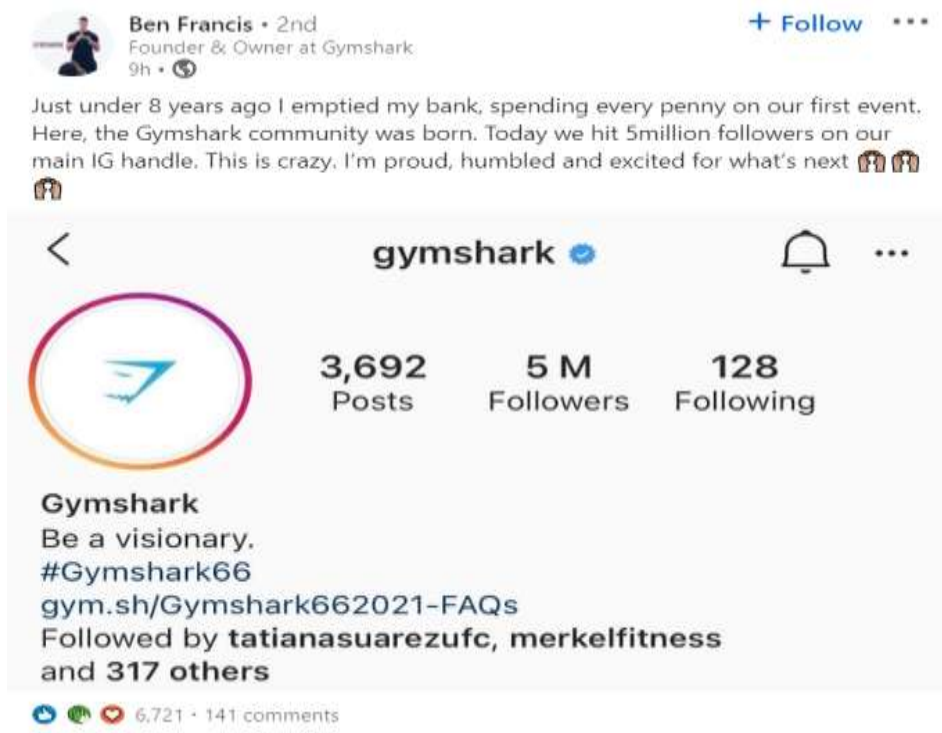 Ben Francis • 2nd
+ Follow
Founder & Owner at Gymshark
9h •
Just under 8 years ago I emptied my bank, spending every penny on our first event.
Here, the Gymshark community was born. Today we hit 5million followers on our
main IG handle. This is crazy. I'm proud, humbled and excited for what's next 🙌🏽 🙌🏽
🙌🏽
gymshark
3,692 5 M 128
Posts Followers Following
Gymshark
Be a visionary.
#Gymshark66
gym.sh/Gymshark662021-FAQs
Followed by tatianasuarezufc, merkelfitness
and 317 others
6,721 · 141 comments